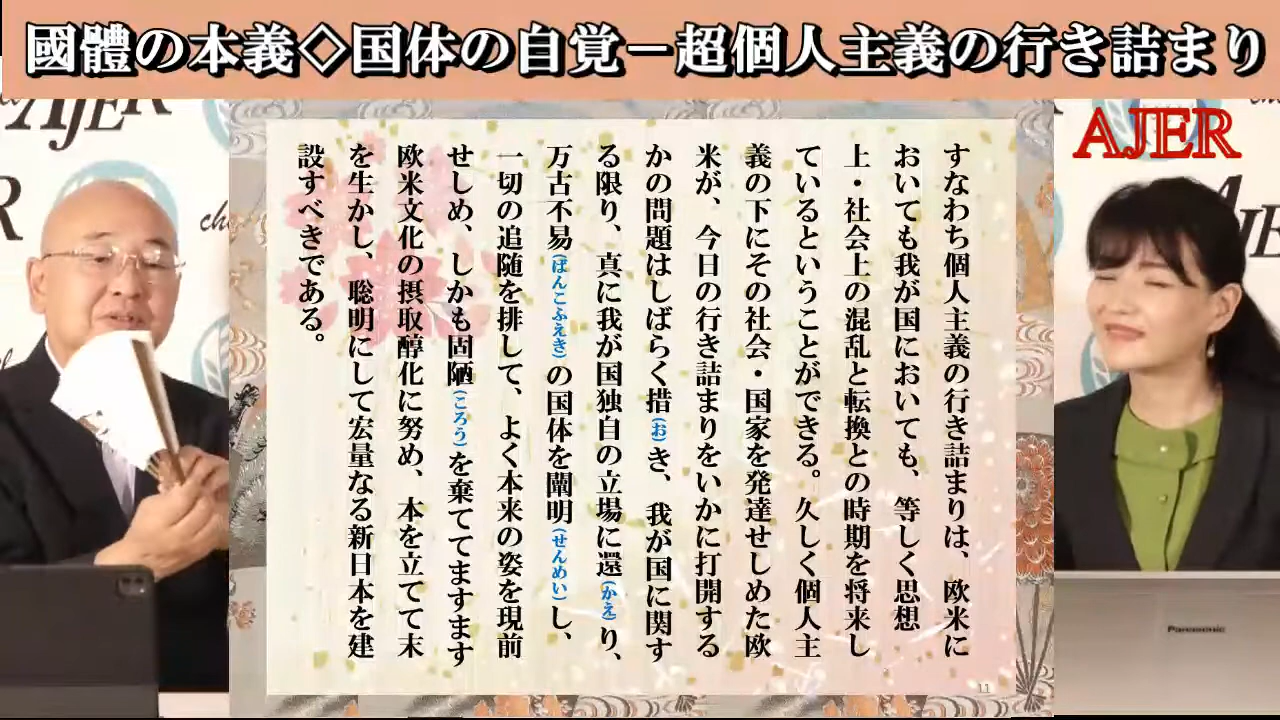 國體の本義◇国体の自覚－超個人主義の行き詰まり
AJER
AJER
すなわち個人主義の行き詰まりは、欧米に
おいても我が国においても、等しく思想
上・社会上の混乱と転換との時期を将来し
ているということができる。久しく個人主
義の下にその社会・国家を発達せしめた欧
米が、今日の行き詰まりをいかに打開する
かの問題はしばらく措(お)き、我が国に関す
る限り、真に我が国独自の立場に還(かえ)り、
万古不易(ばんこふえき)の国体を闡明(せんめい)し、
一切の追随を排して、よく本来の姿を現前
せしめ、しかも固陋(ころう)を棄ててますます
欧米文化の摂取醇化に努め、本を立てて末
を生かし、聡明にして宏量なる新日本を建
設すべきである。
11
Panasonic